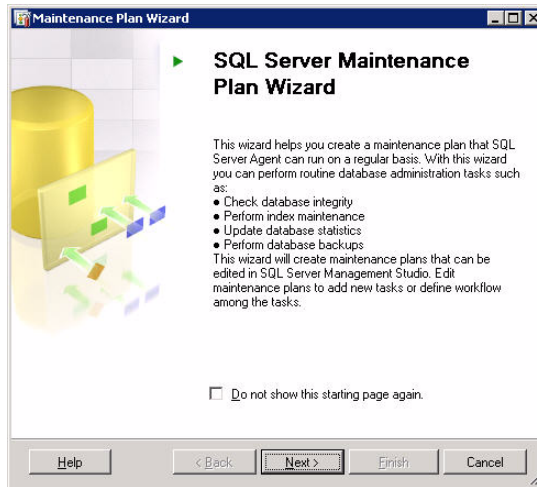 Maintenance Plan Wizard
SQL Server Maintenance
Plan Wizard
This wizard helps you create a maintenance plan that SQL
Server Agent can run on a regular basis. With this wizard
you can perform routine database administration tasks such
as:
● Check database integrity
● Perform index maintenance
● Update database statistics
● Perform database backups
This wizard will create maintenance plans that can be
edited in SQL Server Management Studio. Edit
maintenance plans to add new tasks or define workflow
among the tasks.
Do not show this starting page again.
Help < Back Next > Finish Cancel